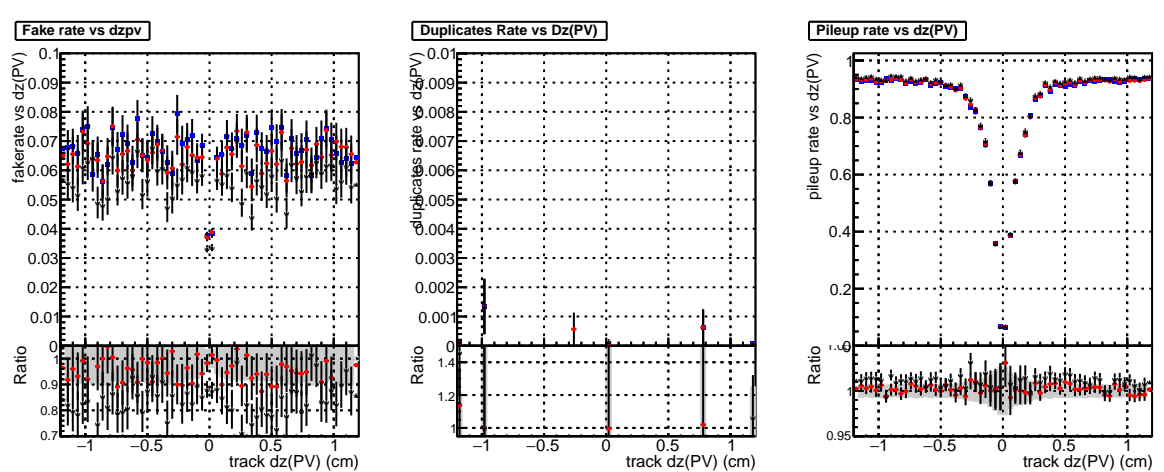 Fake rate vs dzpv
fakerate vs dz(PV)
0.1
0.09
0.08
0.07
0.06
0.05
0.04
0.03
0.02
0.01
0
Ratio
1
0.9
0.8
0.7
−1 −0.5 0 0.5 1
track dz(PV) (cm)
Duplicates Rate vs Dz(PV)
duplicates rate vs dz(PV)
0.01
0.009
0.008
0.007
0.006
0.005
0.004
0.003
0.002
0.001
0
Ratio
1.4
1.2
1
−1 −0.5 0 0.5 1
track dz(PV) (cm)
Pileup rate vs dz(PV)
pileup rate vs dz(PV)
1
0.8
0.6
0.4
0.2
Ratio
1
0.95
−1 −0.5 0 0.5 1
track dz(PV) (cm)